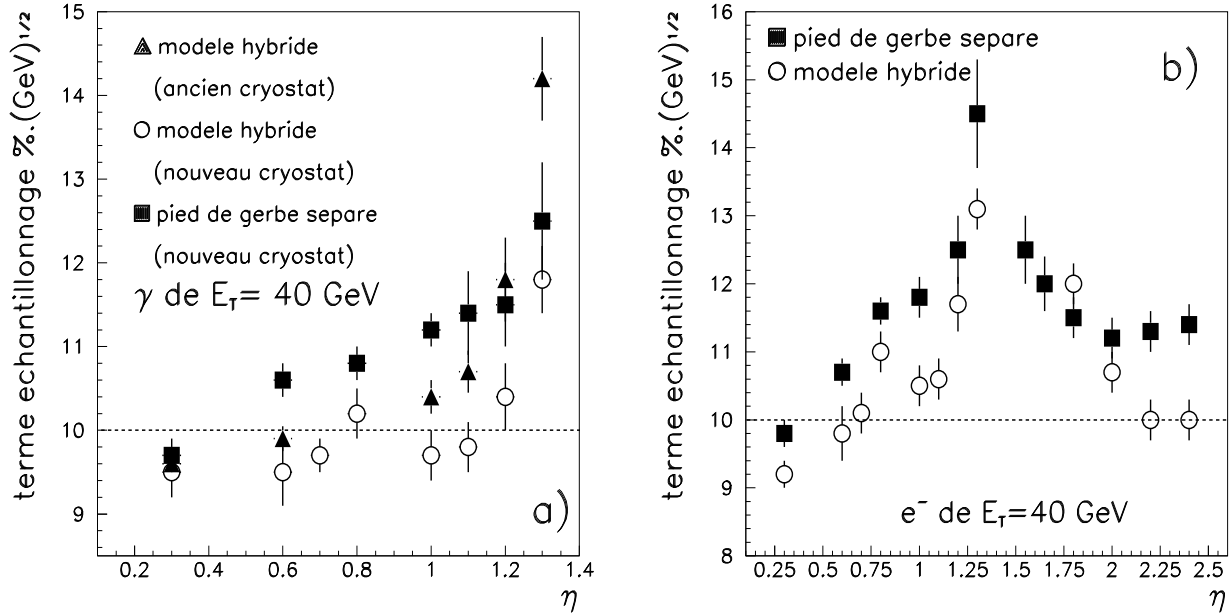 terme echantillonnage %.(GeV)^1/2
15
14
13
12
11
10
9
modele hybride
(ancien cryostat)
modele hybride
(nouveau cryostat)
pied de gerbe separe
(nouveau cryostat)
γ de E_T= 40 GeV
a)
0.2 0.4 0.6 0.8 1 1.2 1.4
η
terme echantillonnage %.(GeV)^1/2
16
15
14
13
12
11
10
9
8
pied de gerbe separe
modele hybride
b)
e⁻ de E_T=40 GeV
0.25 0.5 0.75 1 1.25 1.5 1.75 2 2.25 2.5
η